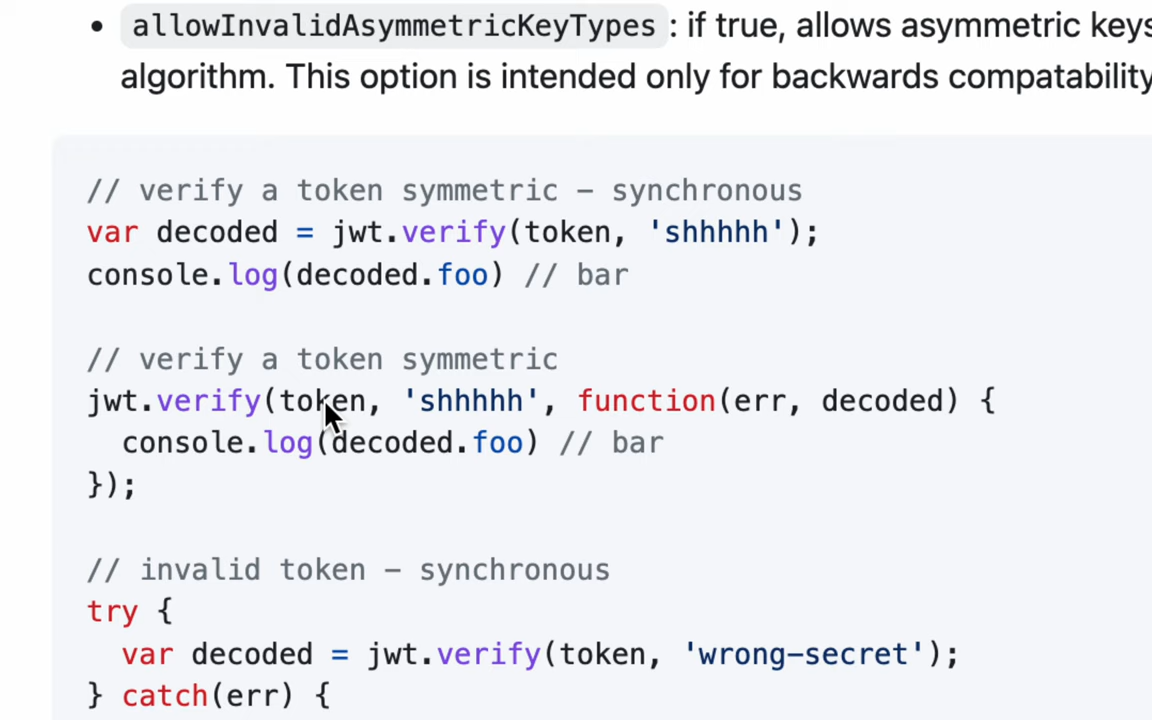 • allowInvalidAsymmetricKeyTypes : if true, allows asymmetric keys
algorithm. This option is intended only for backwards compatability
// verify a token symmetric - synchronous
var decoded = jwt.verify(token, 'shhhhh');
console.log(decoded.foo) // bar
// verify a token symmetric
jwt.verify(token, 'shhhhh', function(err, decoded) {
  console.log(decoded.foo) // bar
});
// invalid token - synchronous
try {
  var decoded = jwt.verify(token, 'wrong-secret');
} catch(err) {